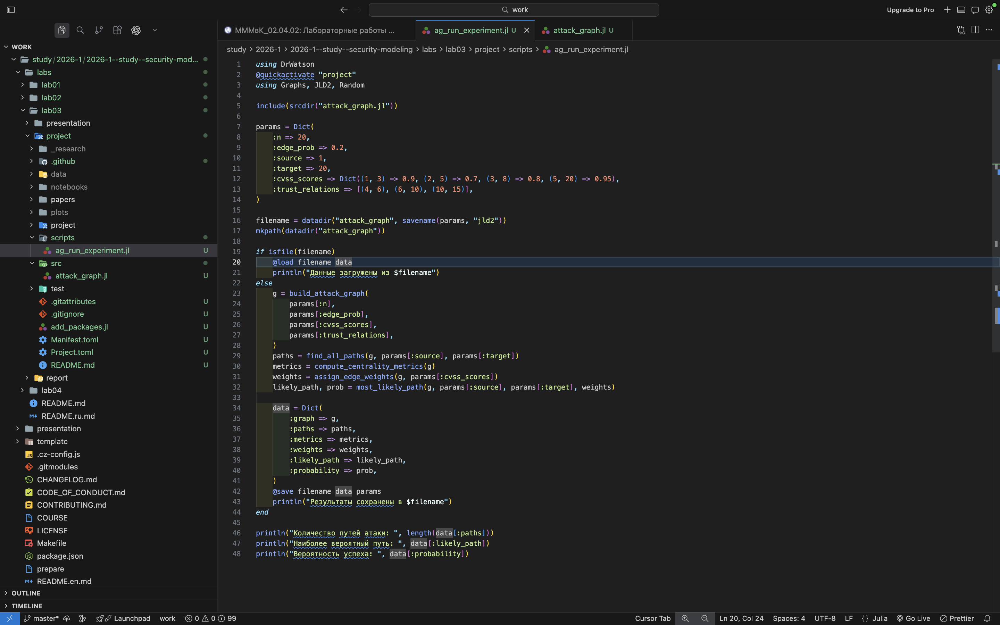 work
Upgrade to Pro
МММвК_02.04.02: Лабораторные работы ...
ag_run_experiment.jl U
attack_graph.jl U
WORK
study/2026-1/2026-1--study--security-mod...
labs
lab01
lab02
lab03
presentation
project
_research
.github
data
notebooks
papers
plots
project
scripts
ag_run_experiment.jl U
src
attack_graph.jl U
test
.gitattributes U
.gitignore U
add_packages.jl U
Manifest.toml U
Project.toml U
README.md U
report
lab04
README.md
README.ru.md
presentation
template
.cz-config.js
.gitmodules
CHANGELOG.md
CODE_OF_CONDUCT.md
CONTRIBUTING.md
COURSE
LICENSE
Makefile
package.json
prepare
README.en.md
OUTLINE
TIMELINE
study > 2026-1 > 2026-1--study--security-modeling > labs > lab03 > project > scripts > ag_run_experiment.jl
1 using DrWatson
2 @quickactivate "project"
3 using Graphs, JLD2, Random
4
5 include(srcdir("attack_graph.jl"))
6
7 params = Dict(
8 :n => 20,
9 :edge_prob => 0.2,
10 :source => 1,
11 :target => 20,
12 :cvss_scores => Dict((1, 3) => 0.9, (2, 5) => 0.7, (3, 8) => 0.8, (5, 20) => 0.95),
13 :trust_relations => [(4, 6), (6, 10), (10, 15)],
14 )
15
16 filename = datadir("attack_graph", savename(params, "jld2"))
17 mkpath(datadir("attack_graph"))
18
19 if isfile(filename)
20 @load filename data
21 println("Данные загружены из $filename")
22 else
23 g = build_attack_graph(
24 params[:n],
25 params[:edge_prob],
26 params[:cvss_scores],
27 params[:trust_relations],
28 )
29 paths = find_all_paths(g, params[:source], params[:target])
30 metrics = compute_centrality_metrics(g)
31 weights = assign_edge_weights(g, params[:cvss_scores])
32 likely_path, prob = most_likely_path(g, params[:source], params[:target], weights)
33
34 data = Dict(
35 :graph => g,
36 :paths => paths,
37 :metrics => metrics,
38 :weights => weights,
39 :likely_path => likely_path,
40 :probability => prob,
41 )
42 @save filename data params
43 println("Результаты сохранены в $filename")
44 end
45
46 println("Количество путей атаки: ", length(data[:paths]))
47 println("Наиболее вероятный путь: ", data[:likely_path])
48 println("Вероятность успеха: ", data[:probability])
master* Launchpad work 0 0 99
Cursor Tab Ln 20, Col 24 Spaces: 4 UTF-8 LF {} Julia Go Live Prettier